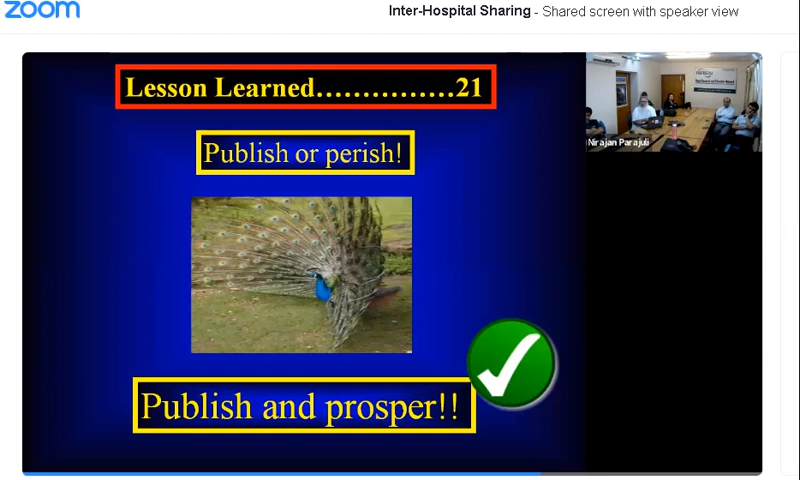 zoom
Inter-Hospital Sharing - Shared screen with speaker view
Lesson Learned...............21
Publish or perish!
Publish and prosper!!
Nirajan Parajuli